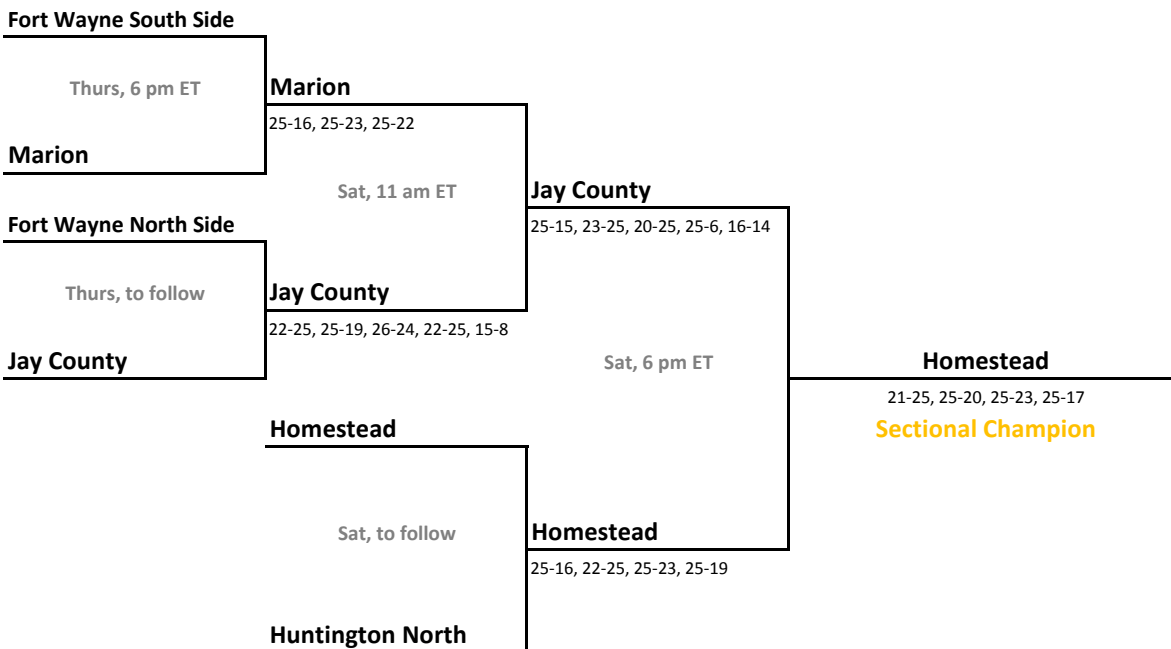 Fort Wayne South Side
Thurs, 6 pm ET
Marion
25-16, 25-23, 25-22
Marion
Sat, 11 am ET
Jay County
Fort Wayne North Side
25-15, 23-25, 20-25, 25-6, 16-14
Thurs, to follow
Jay County
22-25, 25-19, 26-24, 22-25, 15-8
Jay County
Sat, 6 pm ET
Homestead
21-25, 25-20, 25-23, 25-17
Homestead
Sectional Champion
Sat, to follow
Homestead
25-16, 22-25, 25-23, 25-19
Huntington North